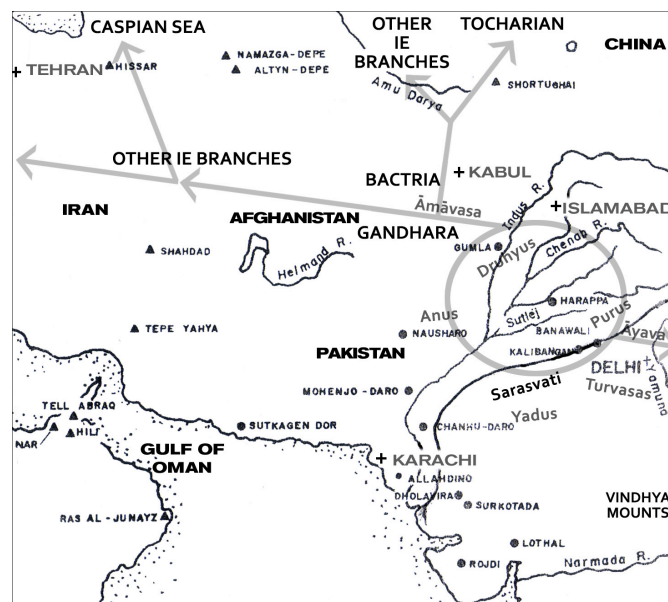 CASPIAN SEA
OTHER
IE
BRANCHES
TOCHARIAN
CHINA
NAMAZGA-DEPE
ALTYN-DEPE
TEHRAN
HISSAR
Amu Darya
SHORTUGHAI
OTHER IE BRANCHES
BACTRIA
KABUL
Āmāvasa
Indus R.
ISLAMABAD
IRAN
AFGHANISTAN
GANDHARA
GUMLA
Druhyus
Chenab R.
SHAHDAD
Helmand R.
HARAPPA
TEPE YAHYA
Anus
NAUSHARO
Sutlej
Purus
BANAWALI
Āyava
PAKISTAN
KALIBANGAN
DELHI
Yamuna
MOHENJO-DARO
Sarasvati
Turvasas
TELL ABRAQ
NAR
HILI
SUTKAGEN DOR
CHANHU-DARO
Yadus
GULF OF
OMAN
KARACHI
ALLAHDINO
DHOLAVIRA
SURKOTADA
VINDHYA
MOUNTS
RAS AL-JUNAYZ
LOTHAL
ROJDI
Narmada R.